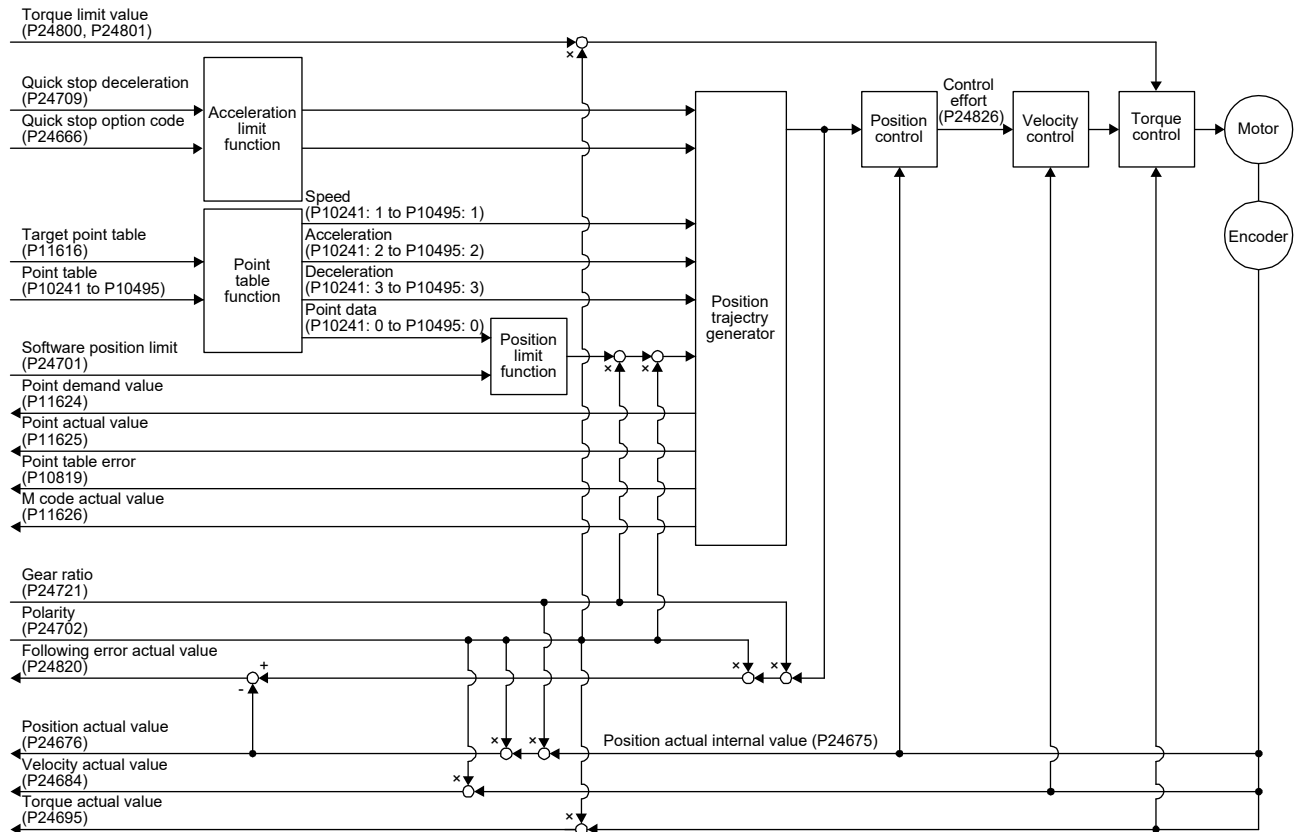 Torque limit value
(P24800, P24801)
×
Quick stop deceleration
(P24709)
Quick stop option code
(P24666)
Acceleration
limit
function
Control
effort
(P24826)
Position
control
Velocity
control
Torque
control
Motor
Encoder
Speed
(P10241: 1 to P10495: 1)
Target point table
(P11616)
Point table
(P10241 to P10495)
Point
table
function
Acceleration
(P10241: 2 to P10495: 2)
Deceleration
(P10241: 3 to P10495: 3)
Point data
(P10241: 0 to P10495: 0)
Position
trajectry
generator
Software position limit
(P24701)
Position
limit
function
×
×
Point demand value
(P11624)
Point actual value
(P11625)
Point table error
(P10819)
M code actual value
(P11626)
Gear ratio
(P24721)
Polarity
(P24702)
Following error actual value
(P24820)
+
-
×
×
Position actual value
(P24676)
×
×
Position actual internal value (P24675)
Velocity actual value
(P24684)
×
Torque actual value
(P24695)
×